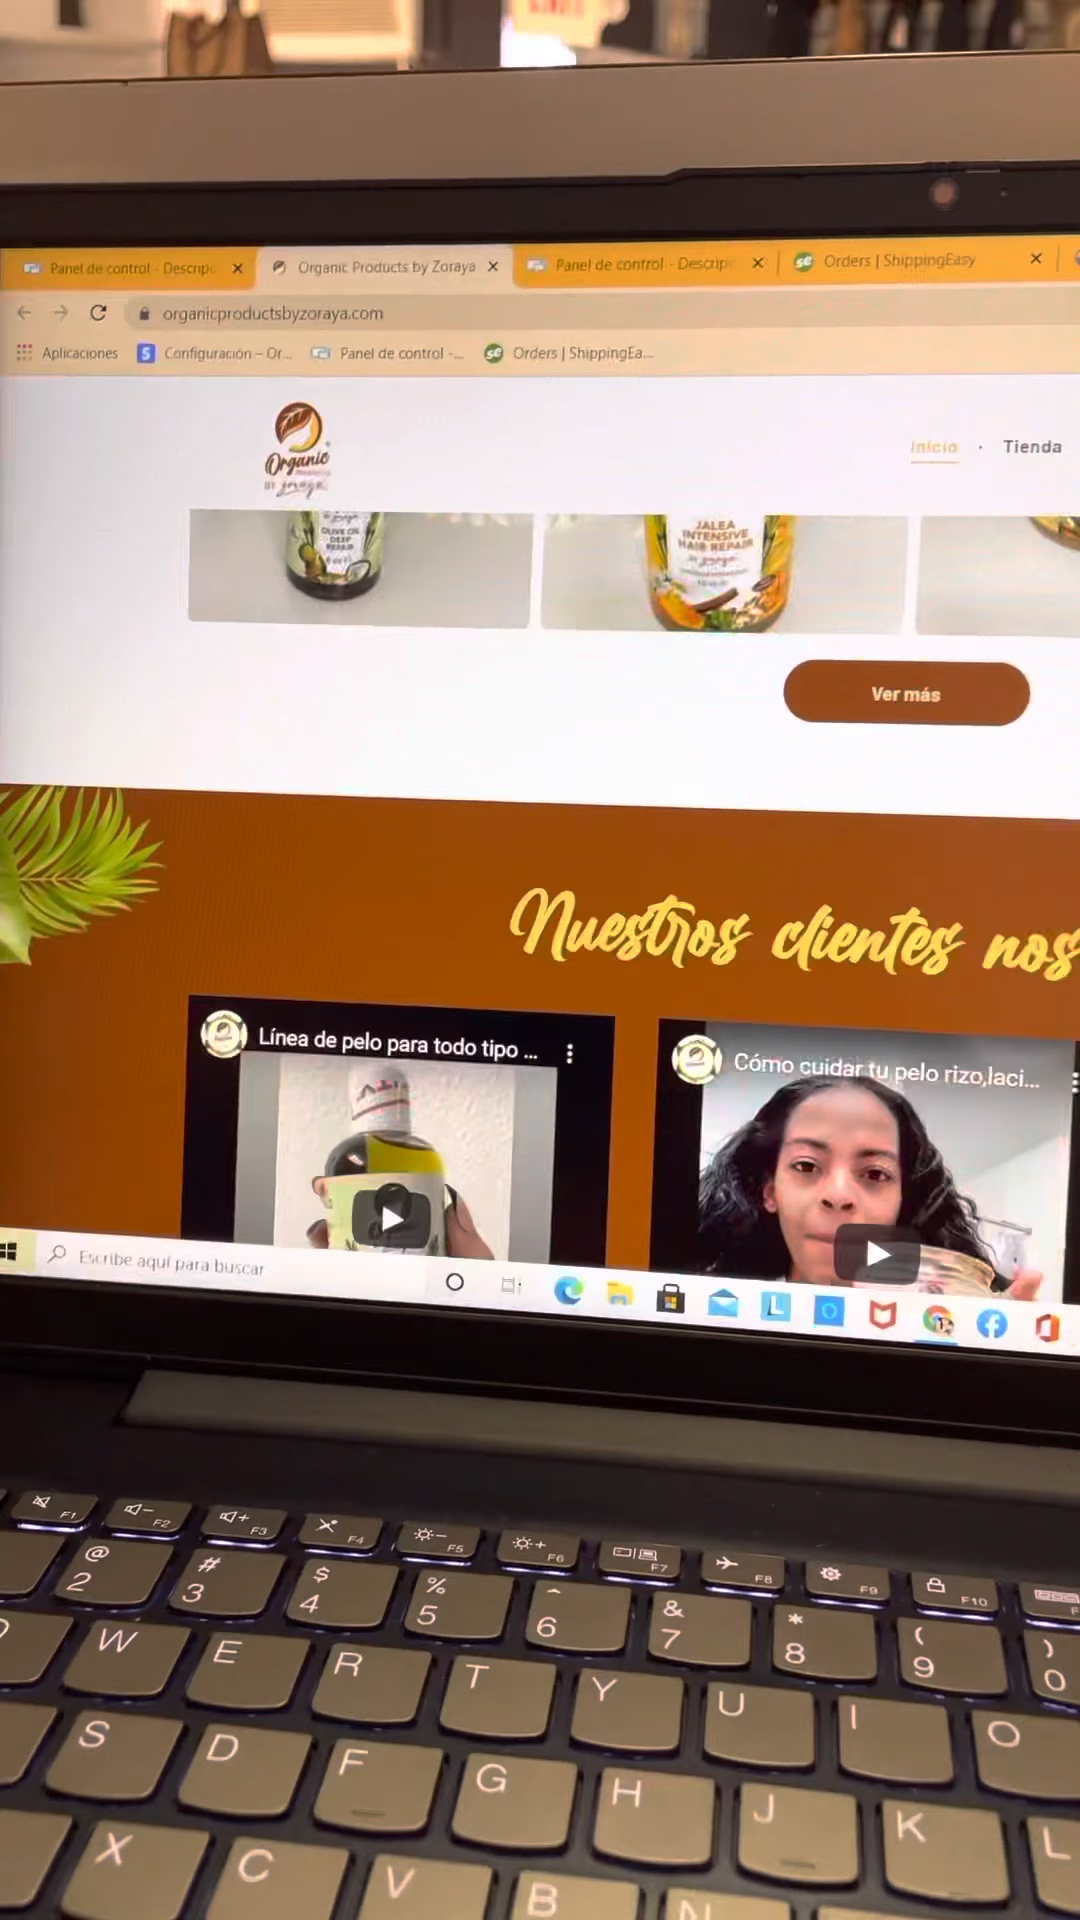 Panel de control - Descripc
Organic Products by Zoraya
Panel de control - Descripc
Orders | ShippingEasy
organicproductsbyzoraya.com
Aplicaciones
Configuración – Or...
Panel de control -...
Orders | ShippingEa...
Organic
BY
Inicio · Tienda
OLIVE OIL
DEEP
REPAIR
JALEA
INTENSIVE
HAIR REPAIR
Ver más
Nuestros clientes nos
Línea de pelo para todo tipo ...
Cómo cuidar tu pelo rizo,laci...
Escribe aquí para buscar
F1 F2 F3 F4 F5 F6 F7 F8 F9 F10
@ # $ % ^ & * ( )
2 3 4 5 6 7 8 9 0
W E R T Y U I O
S D F G H J K L
X C V B N